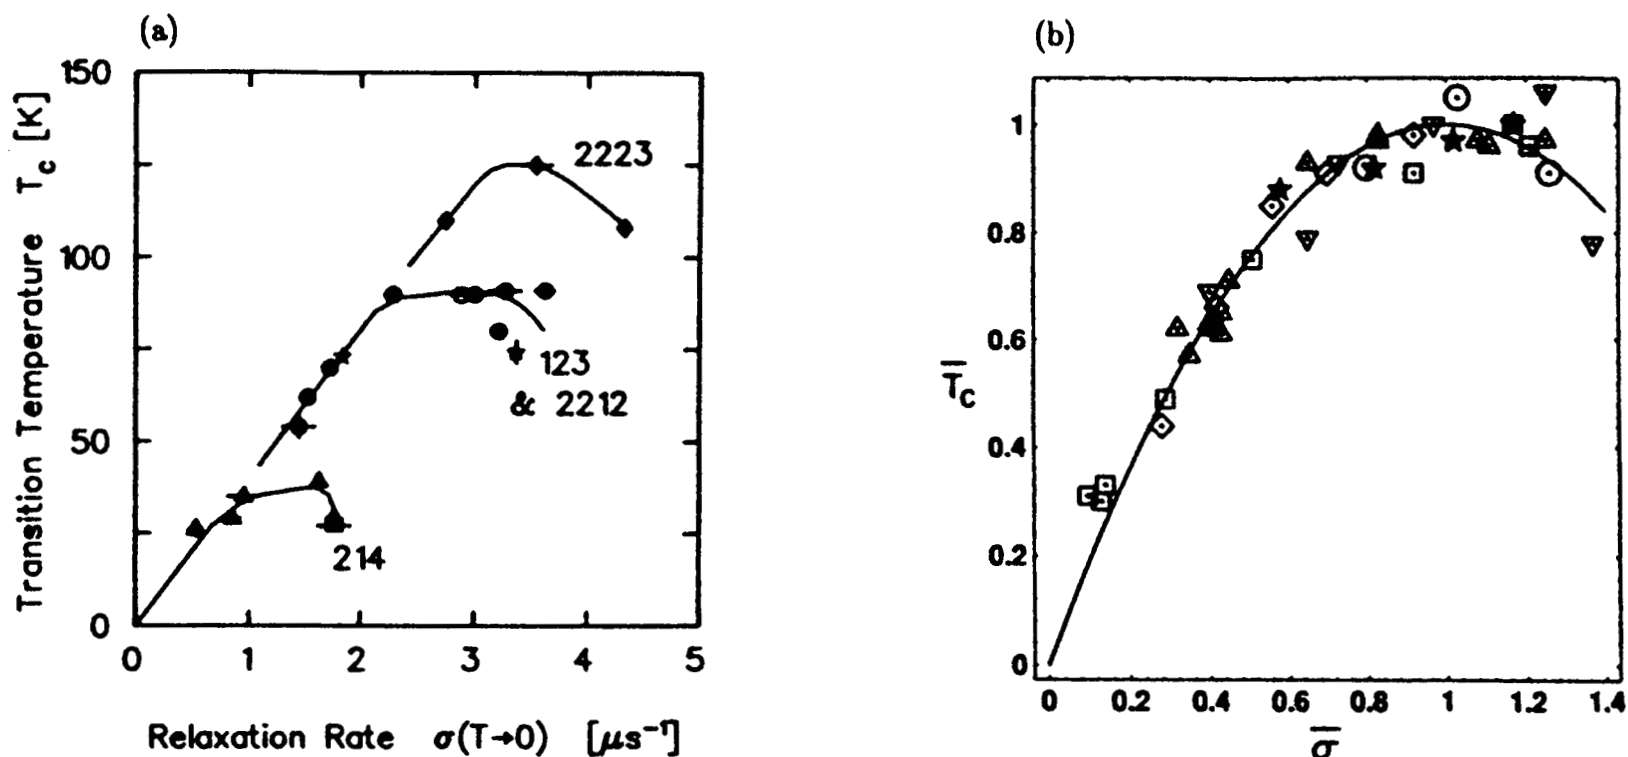 (a)
150
100
50
0
Transition Temperature T_c [K]
2223
123
& 2212
214
0 1 2 3 4 5
Relaxation Rate σ(T→0) [μs⁻¹]
(b)
1
0.8
0.6
0.4
0.2
0
T̅_c
0 0.2 0.4 0.6 0.8 1 1.2 1.4
σ̅